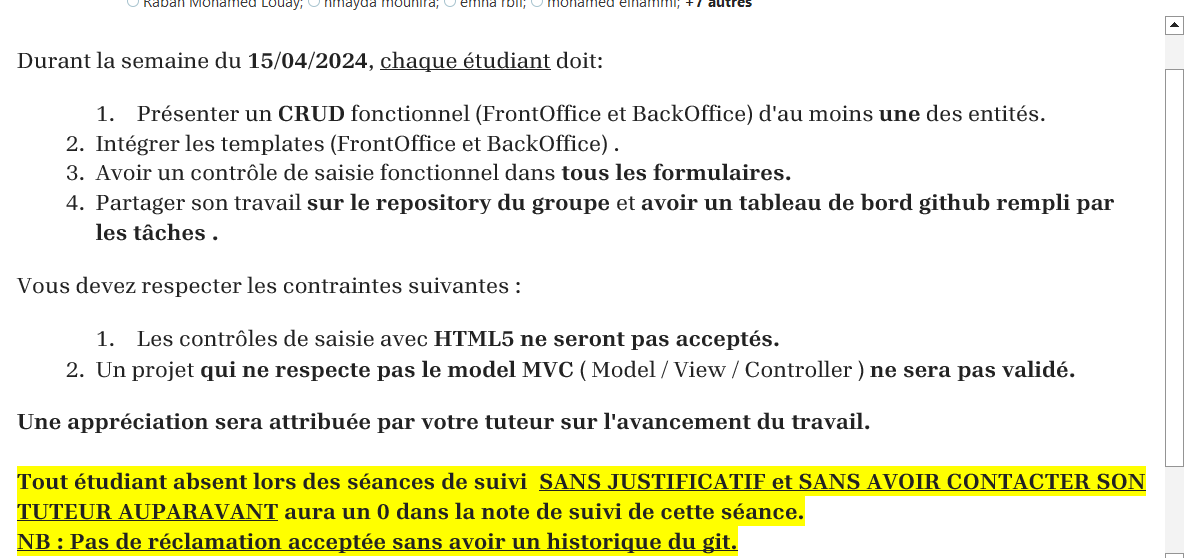 Raban Mohamed Louay; hmayda mounira; emna rbii; mohamed elhammi; +7 autres
Durant la semaine du 15/04/2024, chaque étudiant doit:
1. Présenter un CRUD fonctionnel (FrontOffice et BackOffice) d'au moins une des entités.
2. Intégrer les templates (FrontOffice et BackOffice) .
3. Avoir un contrôle de saisie fonctionnel dans tous les formulaires.
4. Partager son travail sur le repository du groupe et avoir un tableau de bord github rempli par
les tâches .
Vous devez respecter les contraintes suivantes :
1. Les contrôles de saisie avec HTML5 ne seront pas acceptés.
2. Un projet qui ne respecte pas le model MVC ( Model / View / Controller ) ne sera pas validé.
Une appréciation sera attribuée par votre tuteur sur l'avancement du travail.
Tout étudiant absent lors des séances de suivi SANS JUSTIFICATIF et SANS AVOIR CONTACTER SON
TUTEUR AUPARAVANT aura un 0 dans la note de suivi de cette séance.
NB : Pas de réclamation acceptée sans avoir un historique du git.